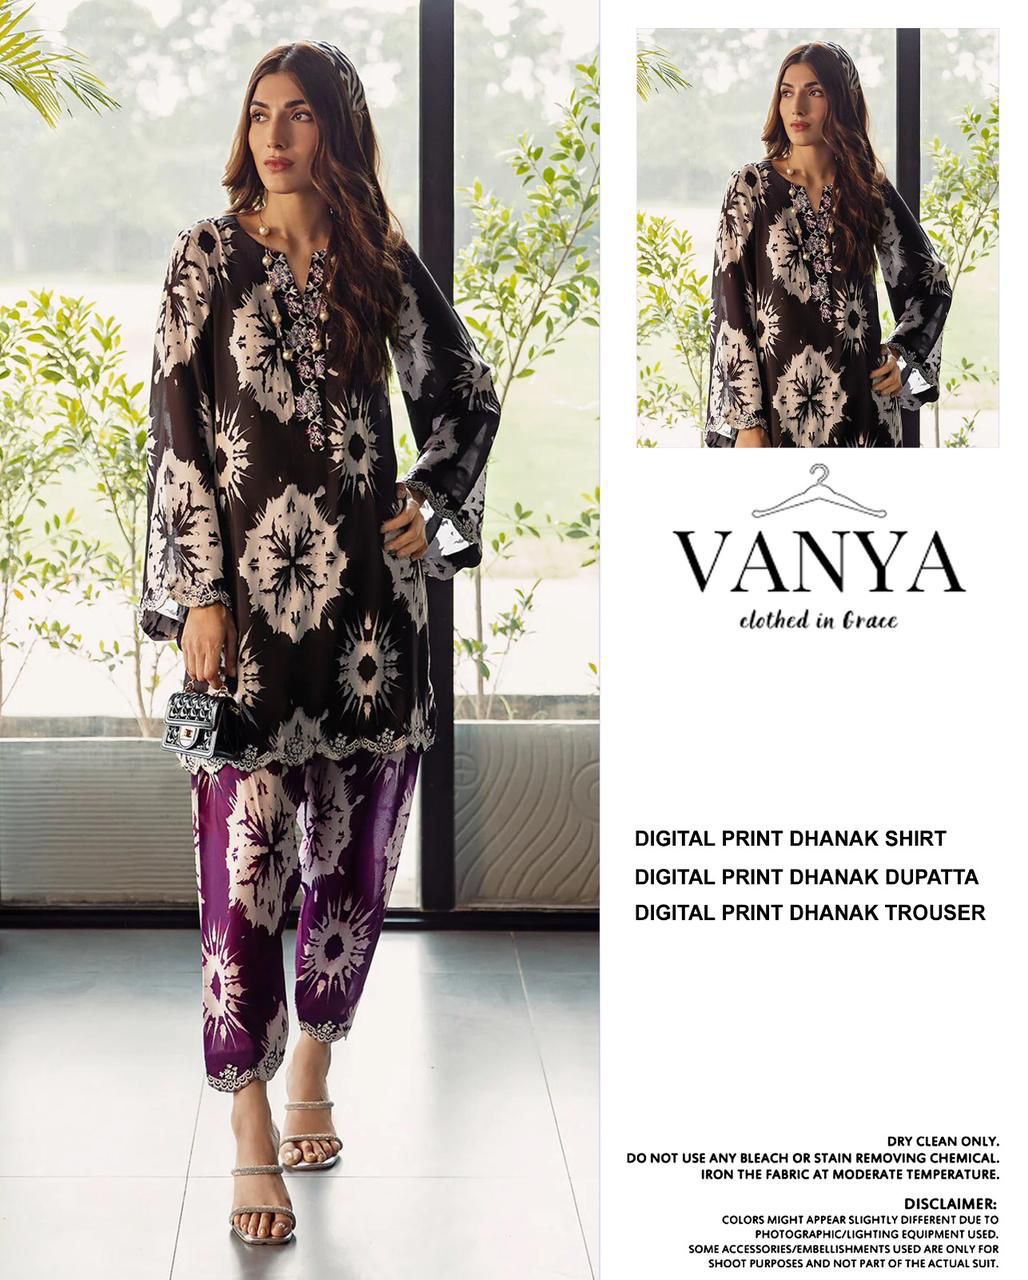 VANYA
clothed in Grace
DIGITAL PRINT DHANAK SHIRT
DIGITAL PRINT DHANAK DUPATTA
DIGITAL PRINT DHANAK TROUSER
DRY CLEAN ONLY.
DO NOT USE ANY BLEACH OR STAIN REMOVING CHEMICAL.
IRON THE FABRIC AT MODERATE TEMPERATURE.
DISCLAIMER:
COLORS MIGHT APPEAR SLIGHTLY DIFFERENT DUE TO
PHOTOGRAPHIC/LIGHTING EQUIPMENT USED.
SOME ACCESSORIES/EMBELLISHMENTS USED ARE ONLY FOR
SHOOT PURPOSES AND NOT PART OF THE ACTUAL SUIT.